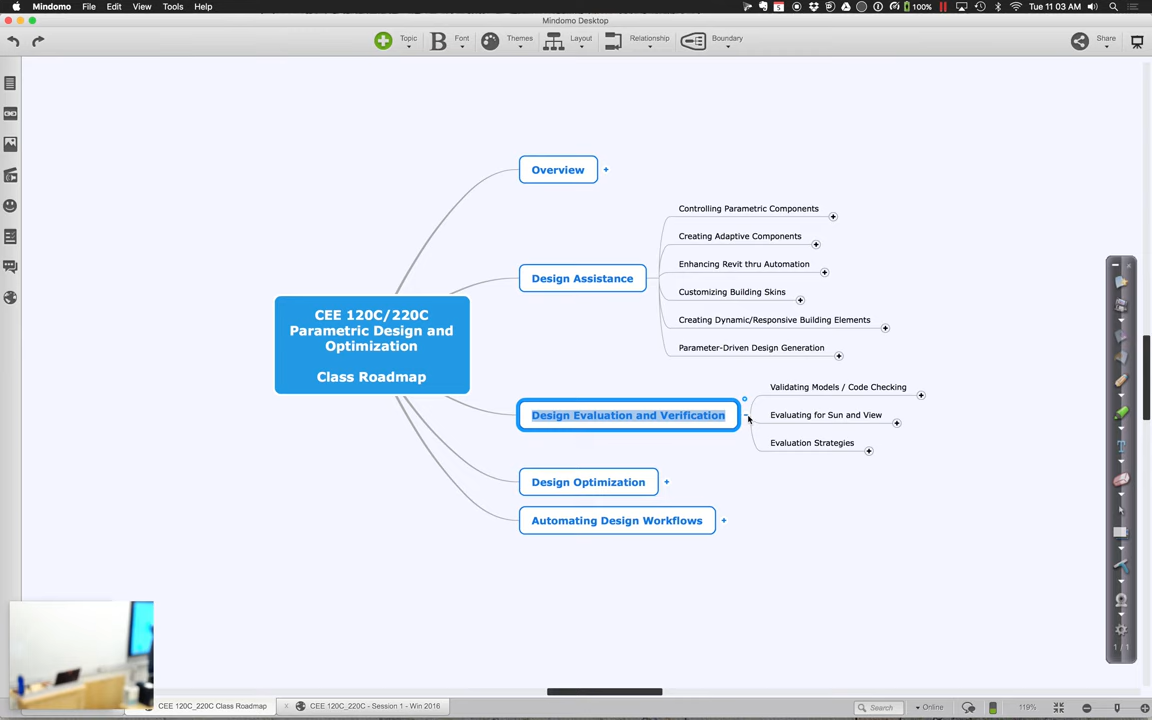 Mindomo File Edit View Tools Help
5 100% Tue 11 03 AM
Mindomo Desktop
Topic Font Themes Layout Relationship Boundary Share
Overview
Controlling Parametric Components
Creating Adaptive Components
Enhancing Revit thru Automation
Design Assistance
Customizing Building Skins
Creating Dynamic/Responsive Building Elements
Parameter-Driven Design Generation
CEE 120C/220C
Parametric Design and
Optimization
Class Roadmap
Validating Models / Code Checking
Design Evaluation and Verification
Evaluating for Sun and View
Evaluation Strategies
Design Optimization
Automating Design Workflows
1 / 1
CEE 120C_220C Class Roadmap
CEE 120C_220C - Session 1 - Win 2016
Search
Online
119%